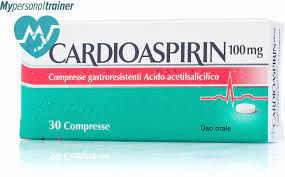 Mypersonaltrainer
CARDIOASPIRIN 100 mg
Compresse gastroresistenti Acido acetilsalicilico
30 Compresse
Uso orale